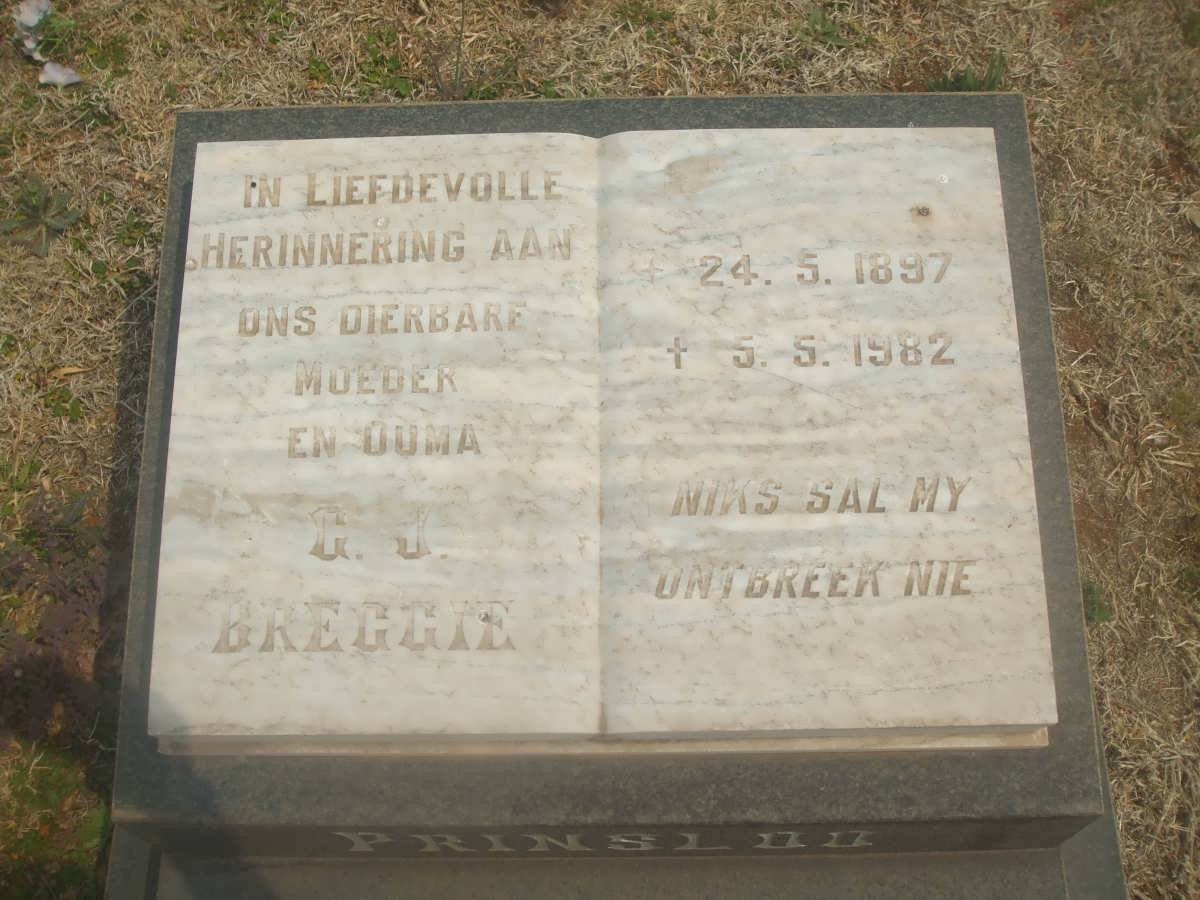 IN LIEFDEVOLLE
HERINNERING AAN
ONS DIERBARE
MOEDER
EN OUMA
C. J.
BREGGIE
24. 5. 1897
† 5. 5. 1982
NIKS SAL MY
ONTBREEK NIE
PRINSLOO